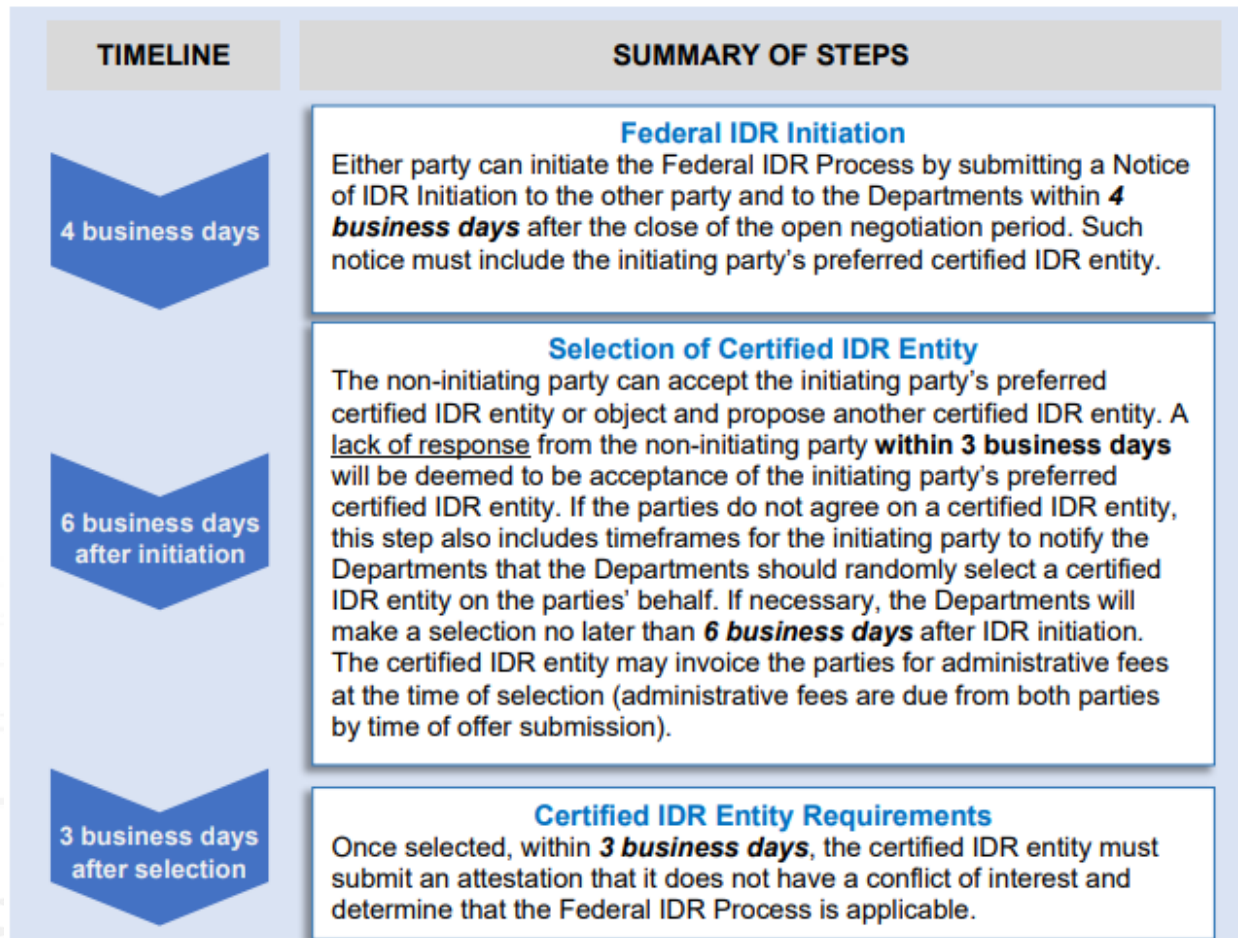 TIMELINE
SUMMARY OF STEPS
4 business days
Federal IDR Initiation
Either party can initiate the Federal IDR Process by submitting a Notice
of IDR Initiation to the other party and to the Departments within 4
business days after the close of the open negotiation period. Such
notice must include the initiating party's preferred certified IDR entity.
6 business days
after initiation
Selection of Certified IDR Entity
The non-initiating party can accept the initiating party's preferred
certified IDR entity or object and propose another certified IDR entity. A
lack of response from the non-initiating party within 3 business days
will be deemed to be acceptance of the initiating party's preferred
certified IDR entity. If the parties do not agree on a certified IDR entity,
this step also includes timeframes for the initiating party to notify the
Departments that the Departments should randomly select a certified
IDR entity on the parties' behalf. If necessary, the Departments will
make a selection no later than 6 business days after IDR initiation.
The certified IDR entity may invoice the parties for administrative fees
at the time of selection (administrative fees are due from both parties
by time of offer submission).
3 business days
after selection
Certified IDR Entity Requirements
Once selected, within 3 business days, the certified IDR entity must
submit an attestation that it does not have a conflict of interest and
determine that the Federal IDR Process is applicable.